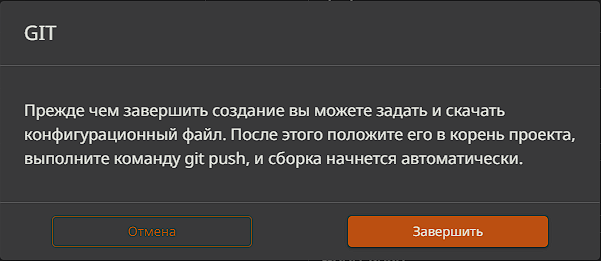 GIT
Прежде чем завершить создание вы можете задать и скачать
конфигурационный файл. После этого положите его в корень проекта,
выполните команду git push, и сборка начнется автоматически.
Отмена
Завершить